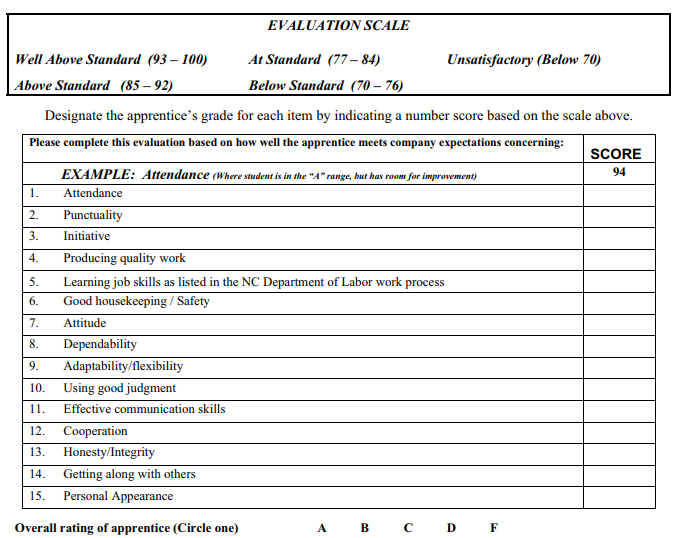 EVALUATION SCALE
Well Above Standard (93 – 100) At Standard (77 – 84) Unsatisfactory (Below 70)
Above Standard (85 – 92) Below Standard (70 – 76)
Designate the apprentice's grade for each item by indicating a number score based on the scale above.
Please complete this evaluation based on how well the apprentice meets company expectations concerning: SCORE
EXAMPLE: Attendance (Where student is in the "A" range, but has room for improvement) 94
1. Attendance
2. Punctuality
3. Initiative
4. Producing quality work
5. Learning job skills as listed in the NC Department of Labor work process
6. Good housekeeping / Safety
7. Attitude
8. Dependability
9. Adaptability/flexibility
10. Using good judgment
11. Effective communication skills
12. Cooperation
13. Honesty/Integrity
14. Getting along with others
15. Personal Appearance
Overall rating of apprentice (Circle one) A B C D F